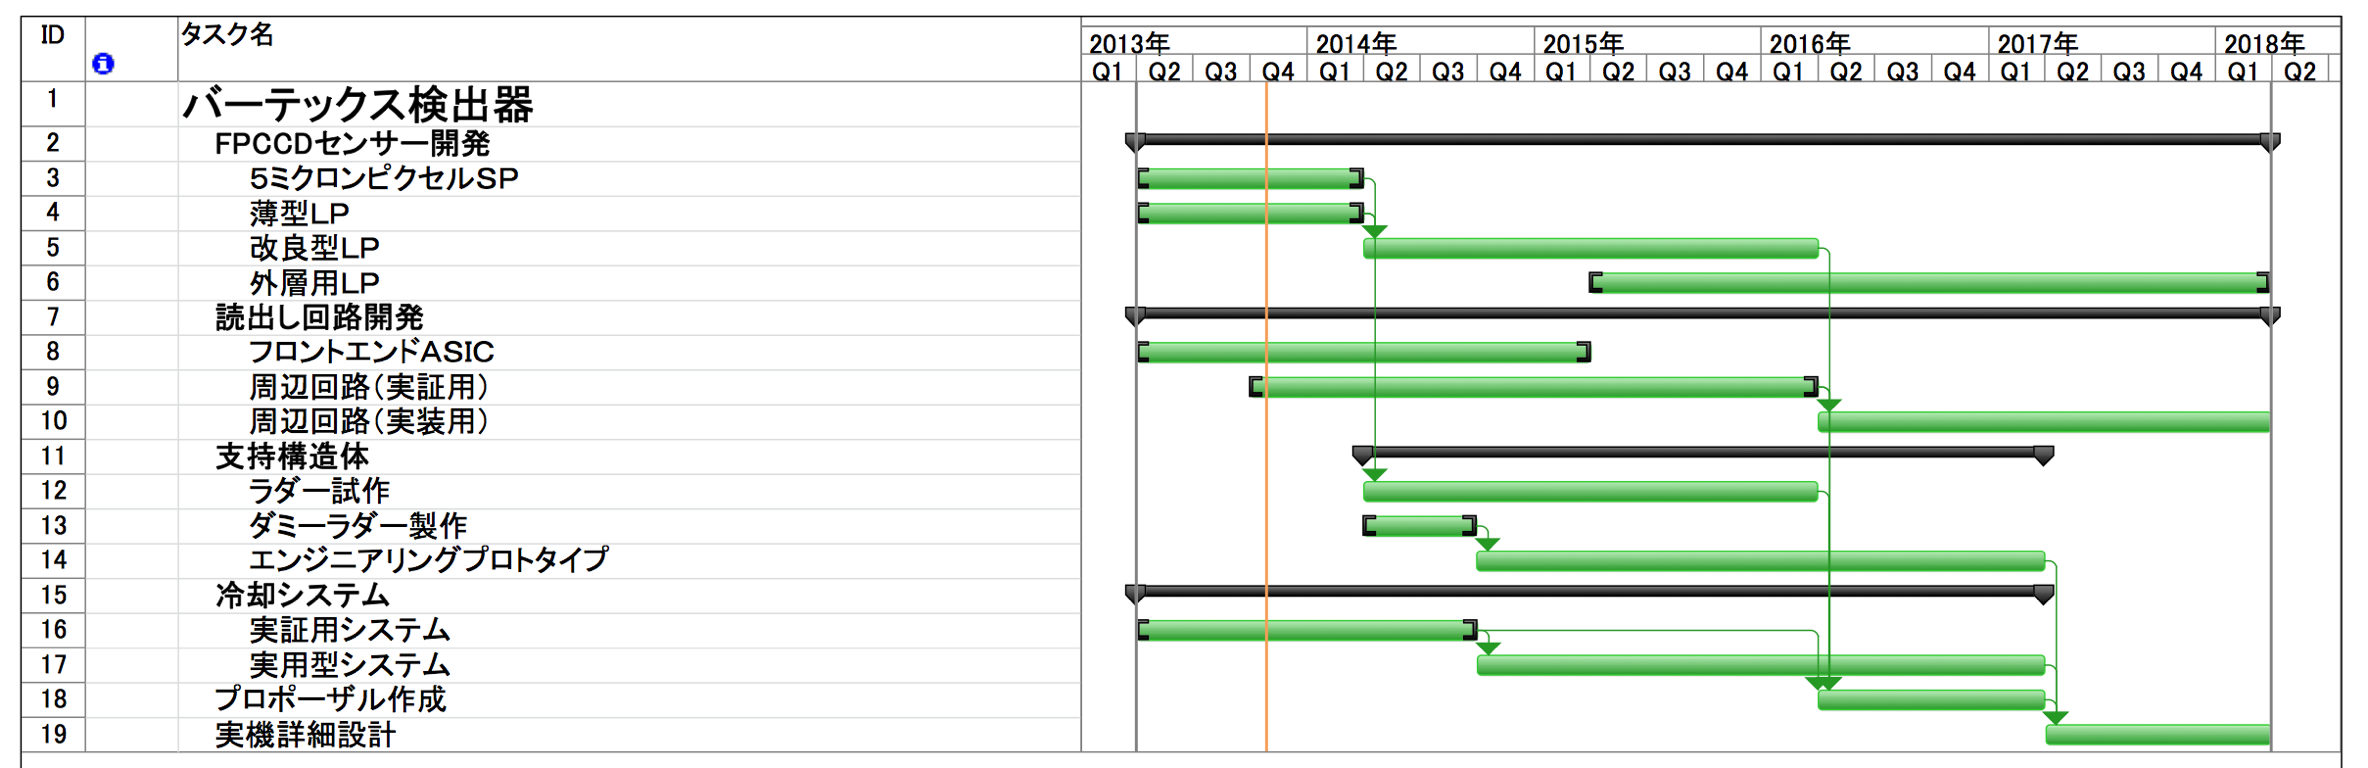 ID タスク名
2013年 2014年 2015年 2016年 2017年 2018年
Q1 Q2 Q3 Q4 Q1 Q2 Q3 Q4 Q1 Q2 Q3 Q4 Q1 Q2 Q3 Q4 Q1 Q2 Q3 Q4 Q1 Q2
1 バーテックス検出器
2 FPCCDセンサー開発
3 5ミクロンピクセルSP
4 薄型LP
5 改良型LP
6 外層用LP
7 読出し回路開発
8 フロントエンドASIC
9 周辺回路(実証用)
10 周辺回路(実装用)
11 支持構造体
12 ラダー試作
13 ダミーラダー製作
14 エンジニアリングプロトタイプ
15 冷却システム
16 実証用システム
17 実用型システム
18 プロポーザル作成
19 実機詳細設計